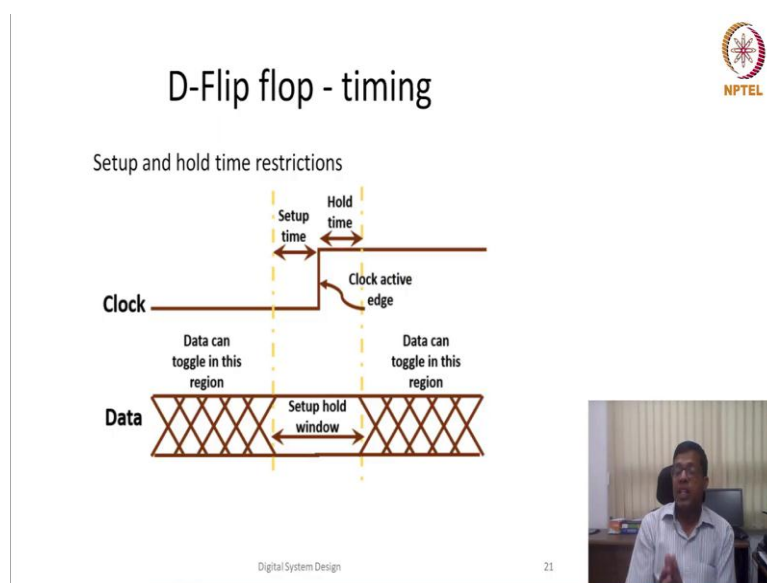 D-Flip flop - timing
NPTEL
Setup and hold time restrictions
Setup
time
Hold
time
Clock active
edge
Clock
Data can
toggle in this
region
Data can
toggle in this
region
Data
Setup hold
window
Digital System Design
21